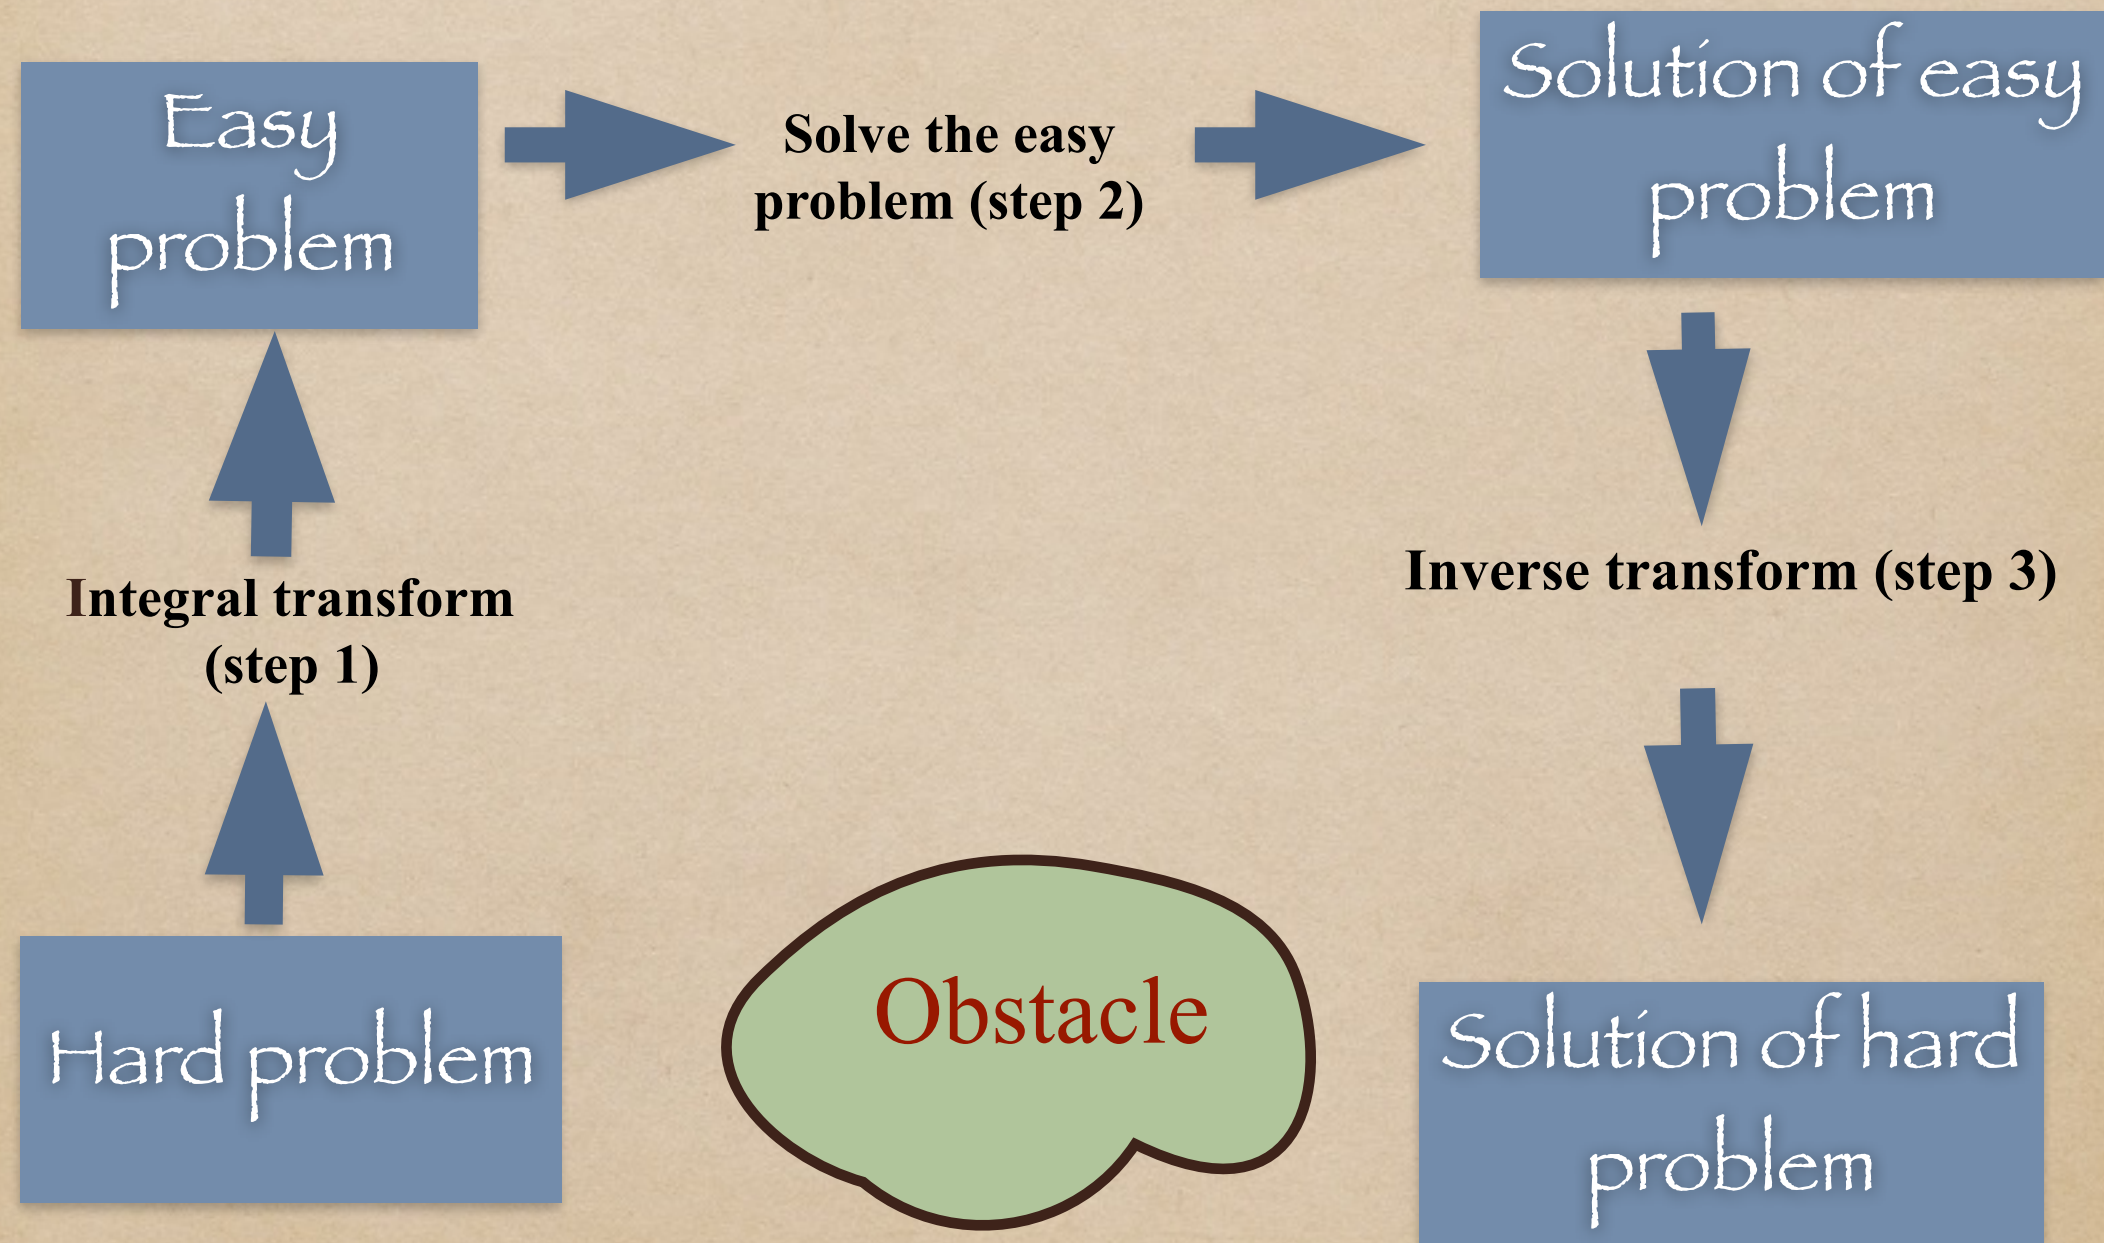 Easy
problem
Solve the easy
problem (step 2)
Solution of easy
problem
Integral transform
(step 1)
Inverse transform (step 3)
Hard problem
Obstacle
Solution of hard
problem